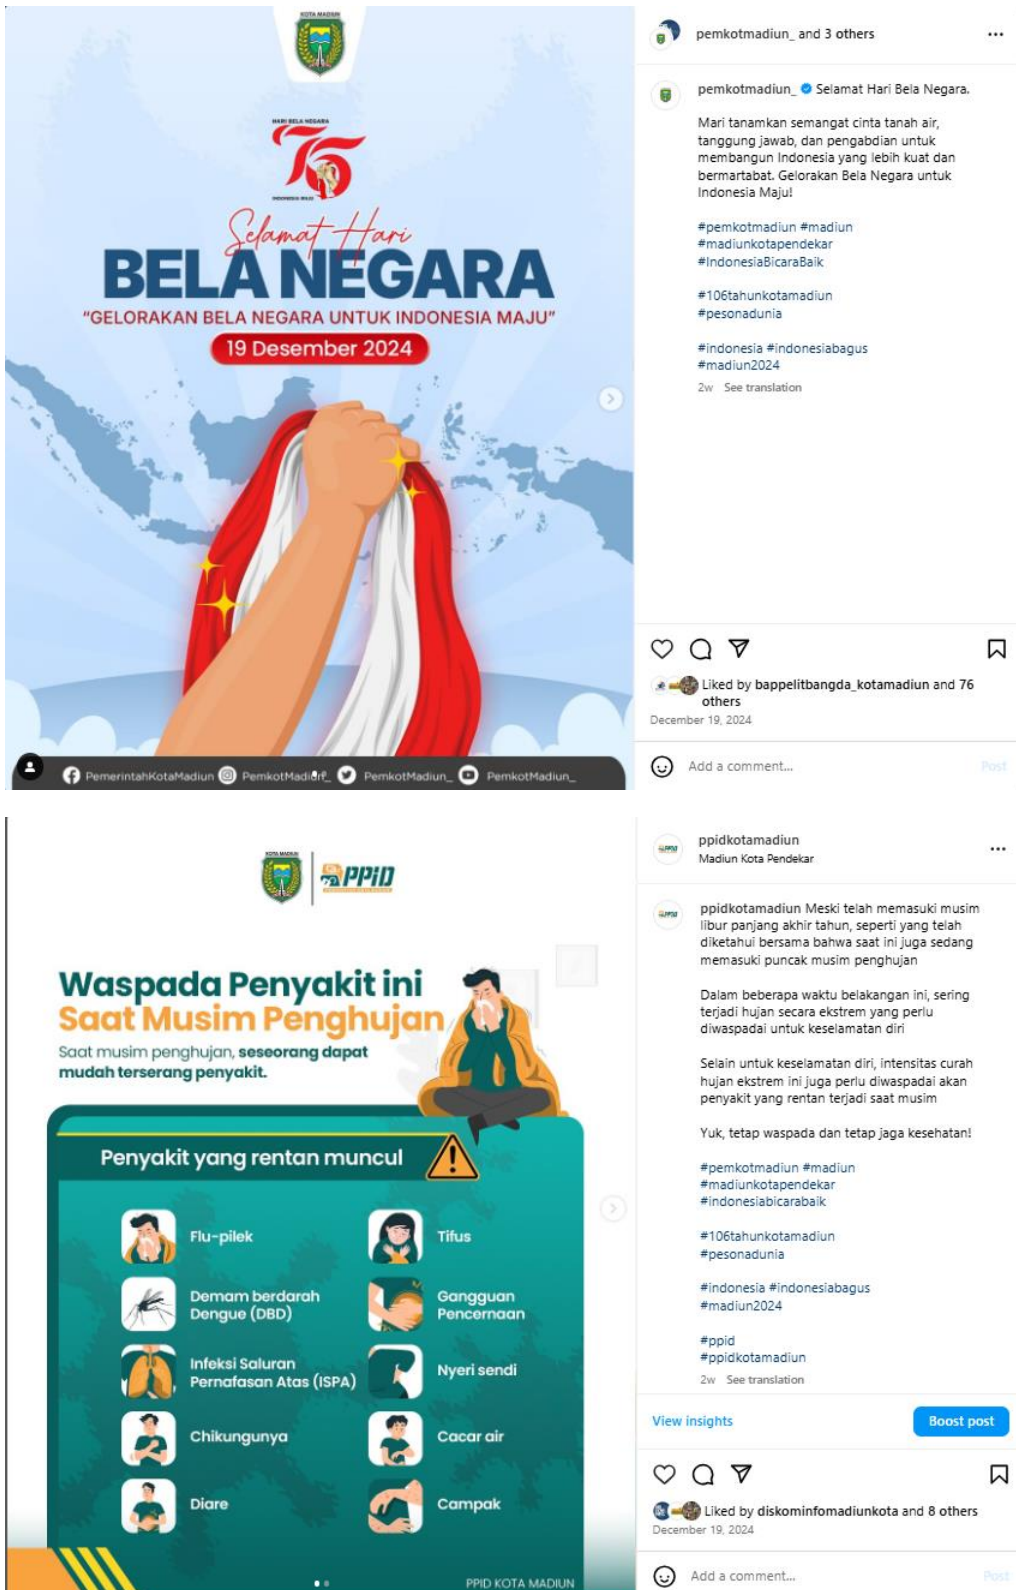 KOTA MADIUN
HARI BELA NEGARA
76
INDONESIA MAJU
Selamat Hari
BELA NEGARA
“GELORAKAN BELA NEGARA UNTUK INDONESIA MAJU”
19 Desember 2024
PemerintahKotaMadiun PemkotMadiun_ PemkotMadiun_ PemkotMadiun_
pemkotmadiun_ and 3 others
pemkotmadiun_ Selamat Hari Bela Negara.
Mari tanamkan semangat cinta tanah air,
tanggung jawab, dan pengabdian untuk
membangun Indonesia yang lebih kuat dan
bermartabat. Gelorakan Bela Negara untuk
Indonesia Maju!
#pemkotmadiun #madiun
#madiunkotapendekar
#IndonesiaBicaraBaik
#106tahunkotamadiun
#pesonadunia
#indonesia #indonesiabagus
#madiun2024
2w See translation
Liked by bappelitbangda_kotamadiun and 76
others
December 19, 2024
Add a comment...
Post
KOTA MADIUN
PPID
Waspada Penyakit ini
Saat Musim Penghujan
Saat musim penghujan, seseorang dapat
mudah terserang penyakit.
Penyakit yang rentan muncul
Flu-pilek
Demam berdarah
Dengue (DBD)
Infeksi Saluran
Pernafasan Atas (ISPA)
Chikungunya
Diare
Tifus
Gangguan
Pencernaan
Nyeri sendi
Cacar air
Campak
PPID KOTA MADIUN
ppidkotamadiun
Madiun Kota Pendekar
ppidkotamadiun Meski telah memasuki musim
libur panjang akhir tahun, seperti yang telah
diketahui bersama bahwa saat ini juga sedang
memasuki puncak musim penghujan
Dalam beberapa waktu belakangan ini, sering
terjadi hujan secara ekstrem yang perlu
diwaspadai untuk keselamatan diri
Selain untuk keselamatan diri, intensitas curah
hujan ekstrem ini juga perlu diwaspadai akan
penyakit yang rentan terjadi saat musim
Yuk, tetap waspada dan tetap jaga kesehatan!
#pemkotmadiun #madiun
#madiunkotapendekar
#indonesiabicarabaik
#106tahunkotamadiun
#pesonadunia
#indonesia #indonesiabagus
#madiun2024
#ppid
#ppidkotamadiun
2w See translation
View insights
Boost post
Liked by diskominfomadiunkota and 8 others
December 19, 2024
Add a comment...
Post